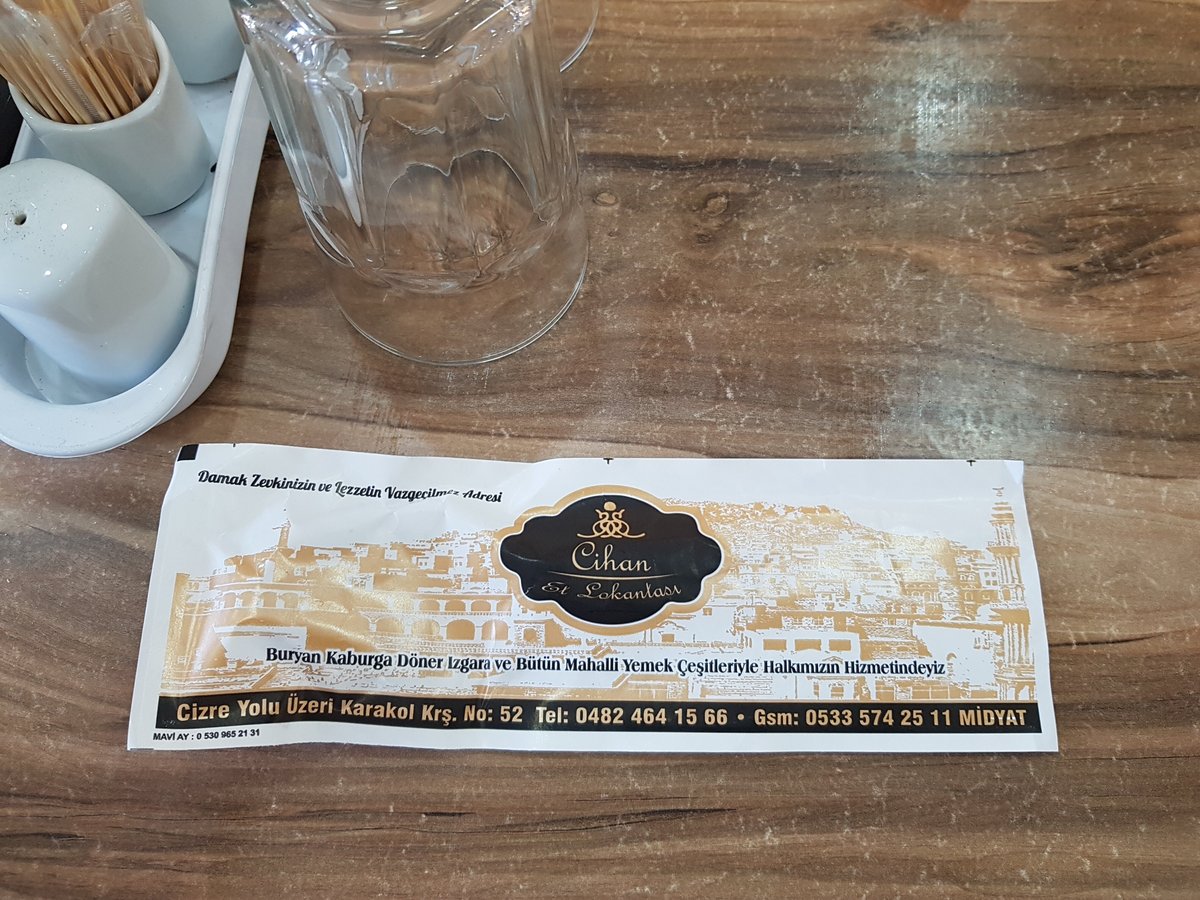 Damak Zevkinizin ve Lezzetin Vazgeçilmez Adresi
Cihan
Et Lokantası
Buryan Kaburga Döner Izgara ve Bütün Mahalli Yemek Çeşitleriyle Halkımızın Hizmetindeyiz
Cizre Yolu Üzeri Karakol Krş. No: 52 Tel: 0482 464 15 66 • Gsm: 0533 574 25 11 MİDYAT
MAVİ AY : 0 530 965 21 31